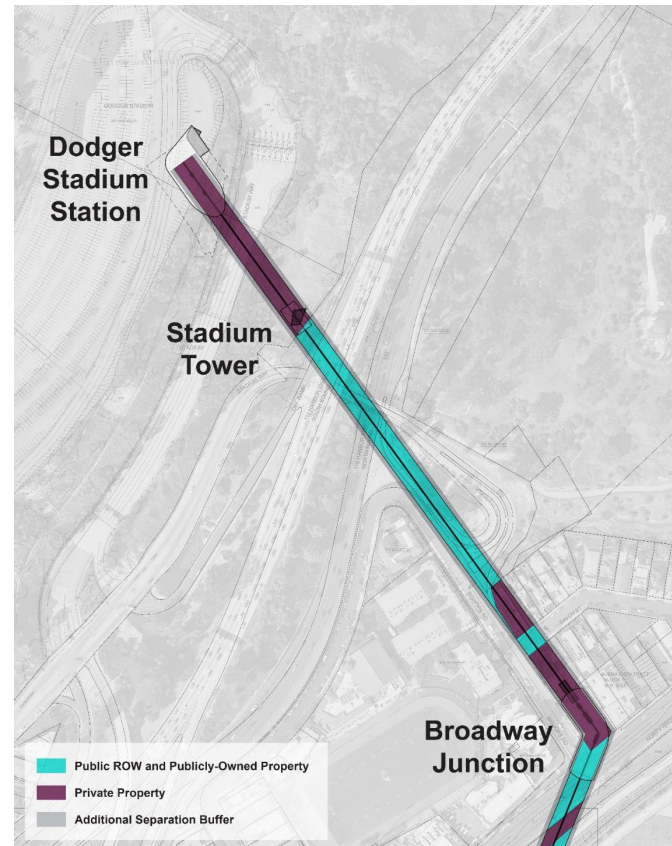 Dodger
Stadium
Station
Stadium
Tower
Broadway
Junction
Public ROW and Publicly-Owned Property
Private Property
Additional Separation Buffer